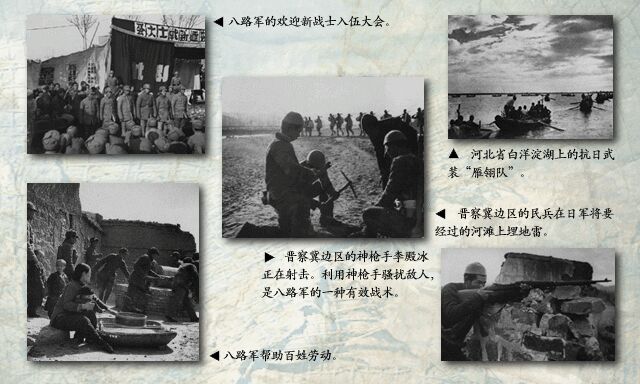 ◀ 八路军的欢迎新战士入伍大会。
▲ 河北省白洋淀湖上的抗日武
装“雁翎队”。
◀ 晋察冀边区的民兵在日军将要
经过的河滩上埋地雷。
▶ 晋察冀边区的神枪手李殿冰
正在射击。利用神枪手骚扰敌人，
是八路军的一种有效战术。
◀ 八路军帮助百姓劳动。